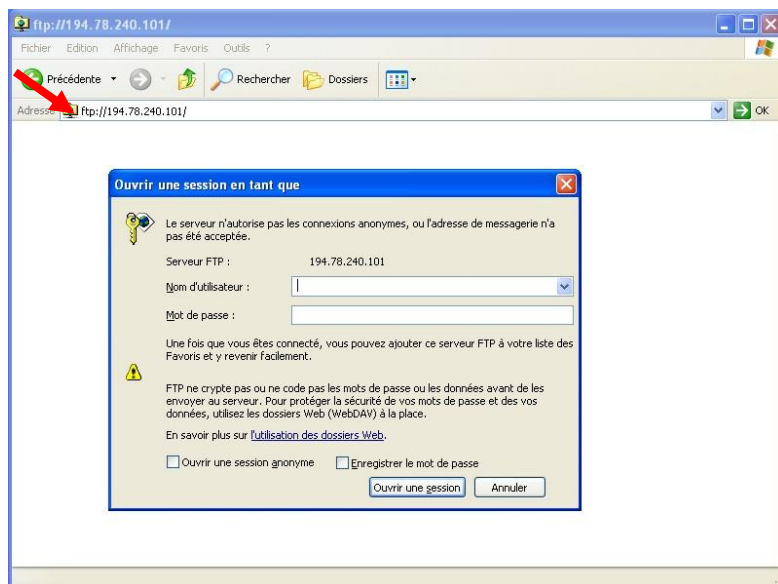 ftp://194.78.240.101/
Fichier Edition Affichage Favoris Outils ?
Précédente Rechercher Dossiers
Adresse ftp://194.78.240.101/ OK
Ouvrir une session en tant que
Le serveur n'autorise pas les connexions anonymes, ou l'adresse de messagerie n'a
pas été acceptée.
Serveur FTP : 194.78.240.101
Nom d'utilisateur :
Mot de passe :
Une fois que vous êtes connecté, vous pouvez ajouter ce serveur FTP à votre liste des
Favoris et y revenir facilement.
FTP ne crypte pas ou ne code pas les mots de passe ou les données avant de les
envoyer au serveur. Pour protéger la sécurité de vos mots de passe et des vos
données, utilisez les dossiers Web (WebDAV) à la place.
En savoir plus sur l'utilisation des dossiers Web.
Ouvrir une session anonyme Enregistrer le mot de passe
Ouvrir une session Annuler